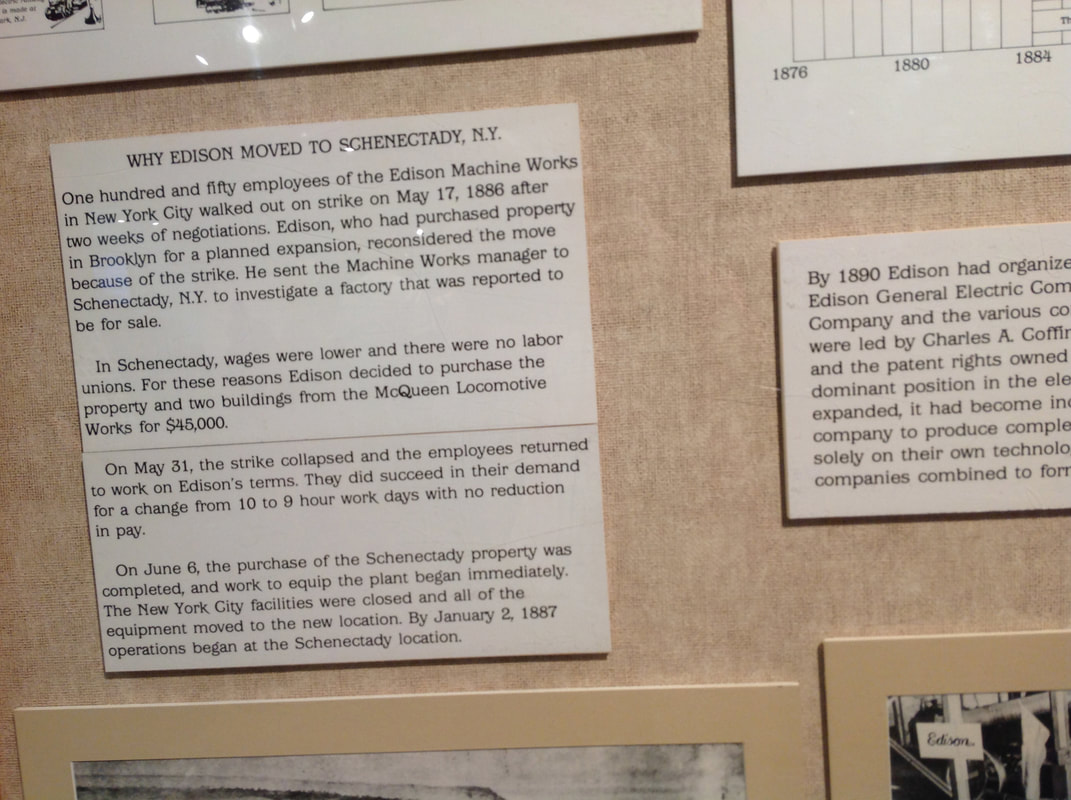 is made at
rk, N.J.
1876
1880
1884
Th
WHY EDISON MOVED TO SCHENECTADY, N.Y.
One hundred and fifty employees of the Edison Machine Works
in New York City walked out on strike on May 17, 1886 after
two weeks of negotiations. Edison, who had purchased property
in Brooklyn for a planned expansion, reconsidered the move
because of the strike. He sent the Machine Works manager to
Schenectady, N.Y. to investigate a factory that was reported to
be for sale.
In Schenectady, wages were lower and there were no labor
unions. For these reasons Edison decided to purchase the
property and two buildings from the McQueen Locomotive
Works for $45,000.
On May 31, the strike collapsed and the employees returned
to work on Edison's terms. They did succeed in their demand
for a change from 10 to 9 hour work days with no reduction
in pay.
On June 6, the purchase of the Schenectady property was
completed, and work to equip the plant began immediately.
The New York City facilities were closed and all of the
equipment moved to the new location. By January 2, 1887
operations began at the Schenectady location.
By 1890 Edison had organize
Edison General Electric Com
Company and the various co
were led by Charles A. Coffin
and the patent rights owned
dominant position in the ele
expanded, it had become inc
company to produce comple
solely on their own technolo
companies combined to form
Edison